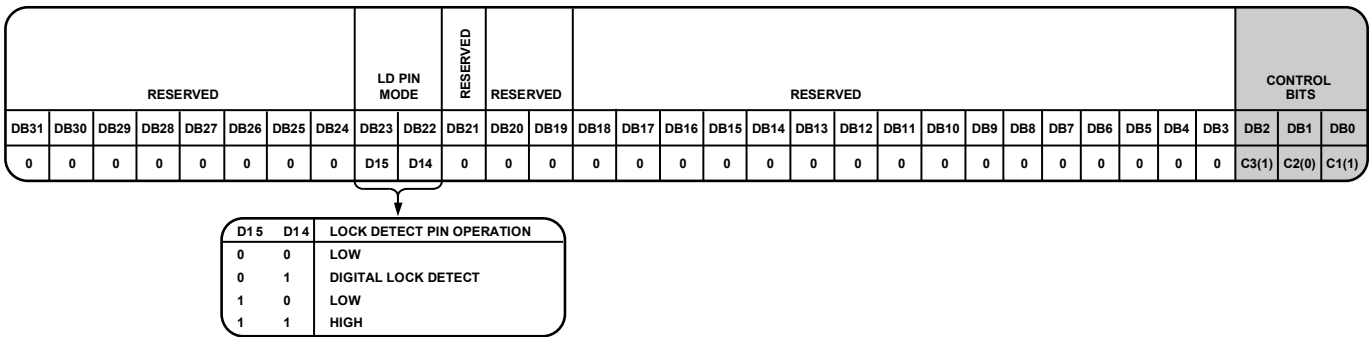 RESERVED
LD PIN
MODE
RESERVED
RESERVED
RESERVED
CONTROL
BITS
DB31 DB30 DB29 DB28 DB27 DB26 DB25 DB24 DB23 DB22 DB21 DB20 DB19 DB18 DB17 DB16 DB15 DB14 DB13 DB12 DB11 DB10 DB9 DB8 DB7 DB6 DB5 DB4 DB3 DB2 DB1 DB0
0 0 0 0 0 0 0 0 D15 D14 0 0 0 0 0 0 0 0 0 0 0 0 0 0 0 0 0 0 0 C3(1) C2(0) C1(1)
D15 D14 LOCK DETECT PIN OPERATION
0 0 LOW
0 1 DIGITAL LOCK DETECT
1 0 LOW
1 1 HIGH